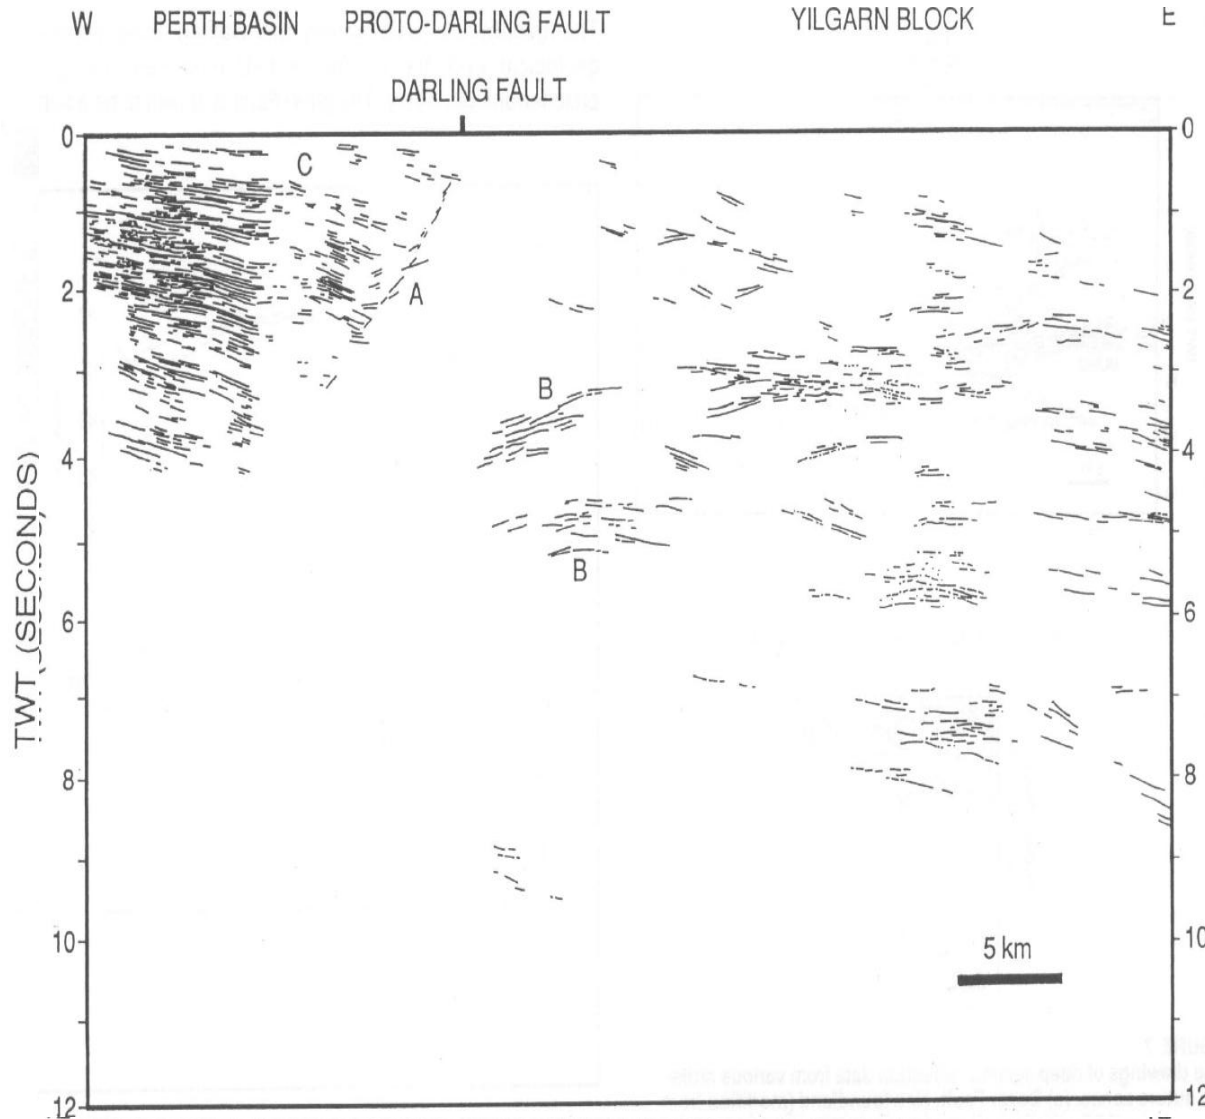 W PERTH BASIN PROTO-DARLING FAULT YILGARN BLOCK E
DARLING FAULT
0 0
C
2 A 2
B
4 4
B
6 6
TWT (SECONDS)
8 8
5 km
10 10
12 12